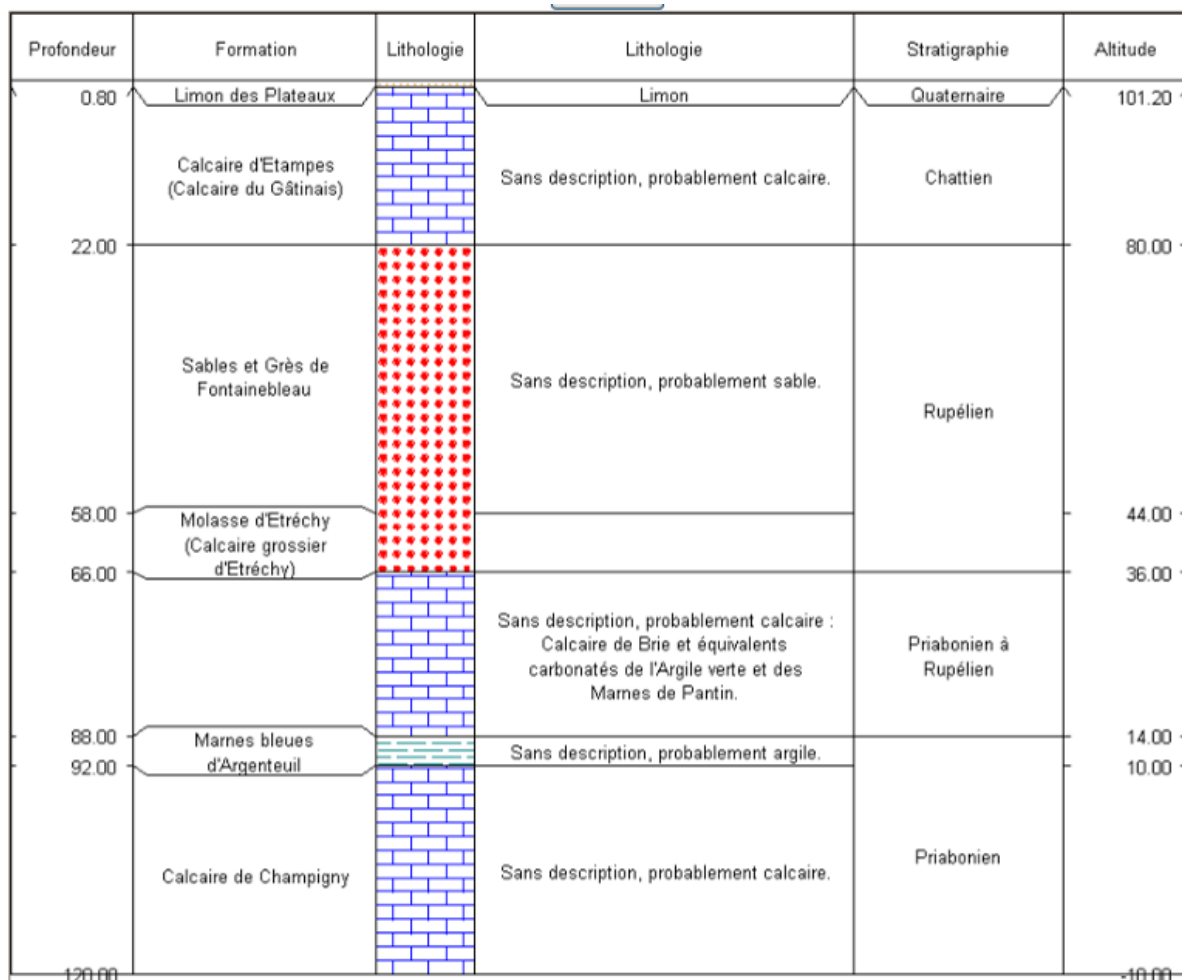 Profondeur Formation Lithologie Lithologie Stratigraphie Altitude
0.80 Limon des Plateaux Limon Quaternaire 101.20
Calcaire d'Etampes
(Calcaire du Gâtinais)
Sans description, probablement calcaire.
Chattien
22.00 80.00
Sables et Grès de
Fontainebleau
Sans description, probablement sable.
Rupélien
58.00 44.00
Molasse d'Etréchy
(Calcaire grossier
d'Etréchy)
66.00 36.00
Sans description, probablement calcaire :
Calcaire de Brie et équivalents
carbonatés de l'Argile verte et des
Marnes de Pantin.
Priabonien à
Rupélien
88.00 14.00
Marnes bleues
d'Argenteuil
Sans description, probablement argile.
92.00 10.00
Calcaire de Champigny
Sans description, probablement calcaire.
Priabonien
120.00 -10.00